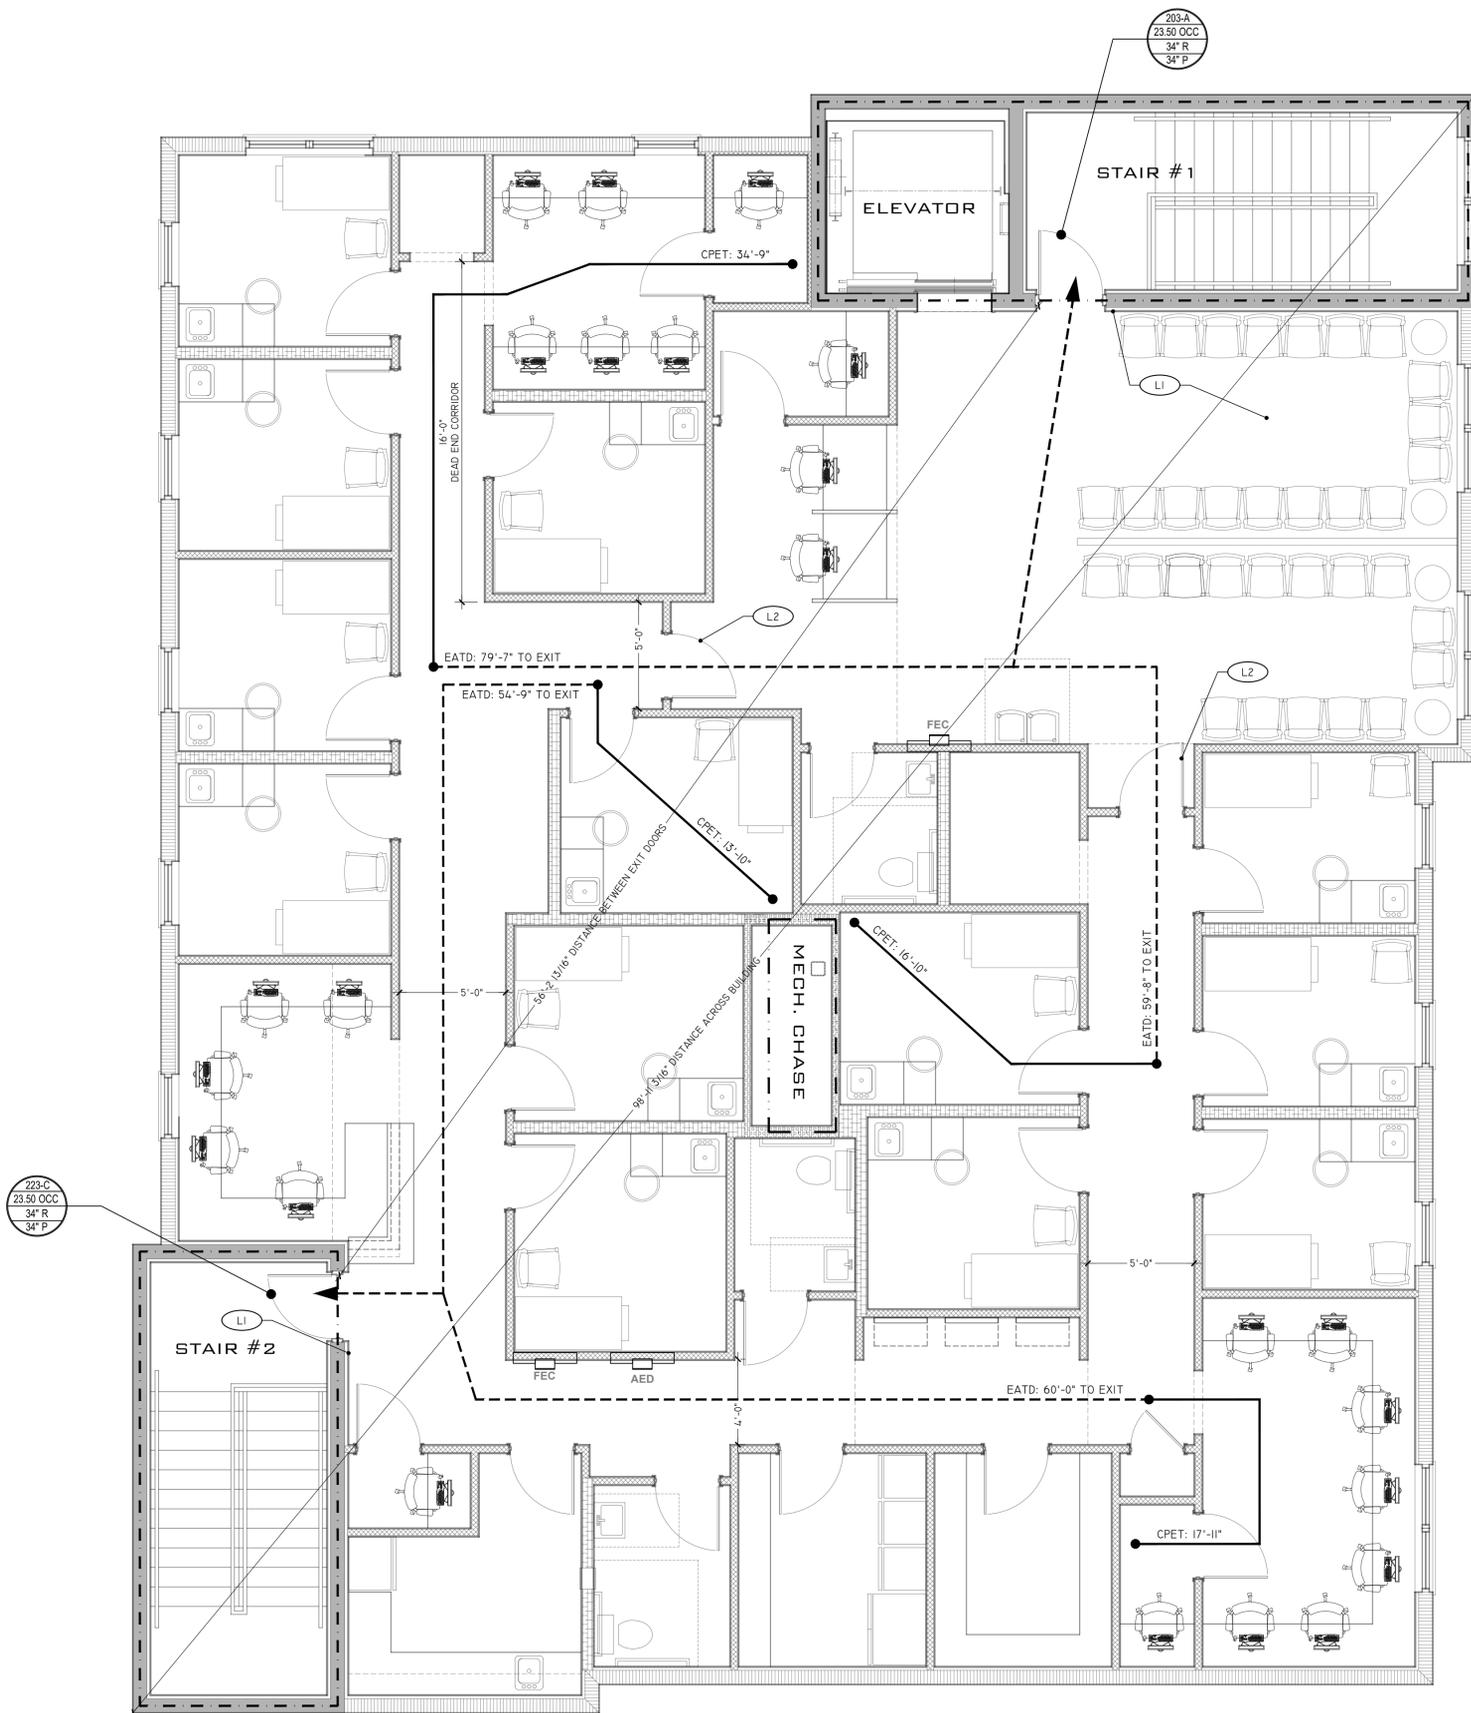 203-A
23.50 OCC
34" R
34" P
STAIR #1
ELEVATOR
CPET: 34'-9"
L1
16'-0"
DEAD END CORRIDOR
L2
5'-0"
EATD: 79'-7" TO EXIT
EATD: 54'-9" TO EXIT
L2
FEC
CPET: 13'-10"
56'-2 13/16" DISTANCE BETWEEN EXIT DOORS
CPET: 16'-10"
MECH. CHASE
98'-11 3/16" DISTANCE ACROSS BUILDING
5'-0"
EATD: 59'-8" TO EXIT
223-C
23.50 OCC
34" R
34" P
5'-0"
L1
STAIR #2
FEC
AED
EATD: 60'-0" TO EXIT
4'-0"
CPET: 17'-11"